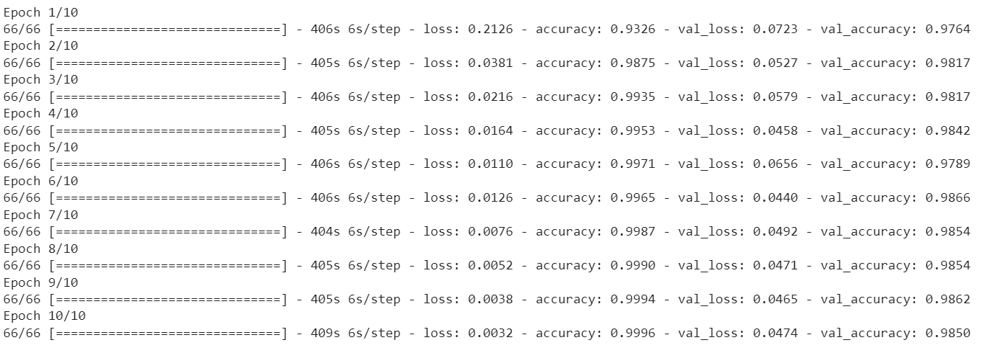 Epoch 1/10
66/66 [==============================] - 406s 6s/step - loss: 0.2126 - accuracy: 0.9326 - val_loss: 0.0723 - val_accuracy: 0.9764
Epoch 2/10
66/66 [==============================] - 405s 6s/step - loss: 0.0381 - accuracy: 0.9875 - val_loss: 0.0527 - val_accuracy: 0.9817
Epoch 3/10
66/66 [==============================] - 406s 6s/step - loss: 0.0216 - accuracy: 0.9935 - val_loss: 0.0579 - val_accuracy: 0.9817
Epoch 4/10
66/66 [==============================] - 405s 6s/step - loss: 0.0164 - accuracy: 0.9953 - val_loss: 0.0458 - val_accuracy: 0.9842
Epoch 5/10
66/66 [==============================] - 406s 6s/step - loss: 0.0110 - accuracy: 0.9971 - val_loss: 0.0656 - val_accuracy: 0.9789
Epoch 6/10
66/66 [==============================] - 406s 6s/step - loss: 0.0126 - accuracy: 0.9965 - val_loss: 0.0440 - val_accuracy: 0.9866
Epoch 7/10
66/66 [==============================] - 404s 6s/step - loss: 0.0076 - accuracy: 0.9987 - val_loss: 0.0492 - val_accuracy: 0.9854
Epoch 8/10
66/66 [==============================] - 405s 6s/step - loss: 0.0052 - accuracy: 0.9990 - val_loss: 0.0471 - val_accuracy: 0.9854
Epoch 9/10
66/66 [==============================] - 405s 6s/step - loss: 0.0038 - accuracy: 0.9994 - val_loss: 0.0465 - val_accuracy: 0.9862
Epoch 10/10
66/66 [==============================] - 409s 6s/step - loss: 0.0032 - accuracy: 0.9996 - val_loss: 0.0474 - val_accuracy: 0.9850